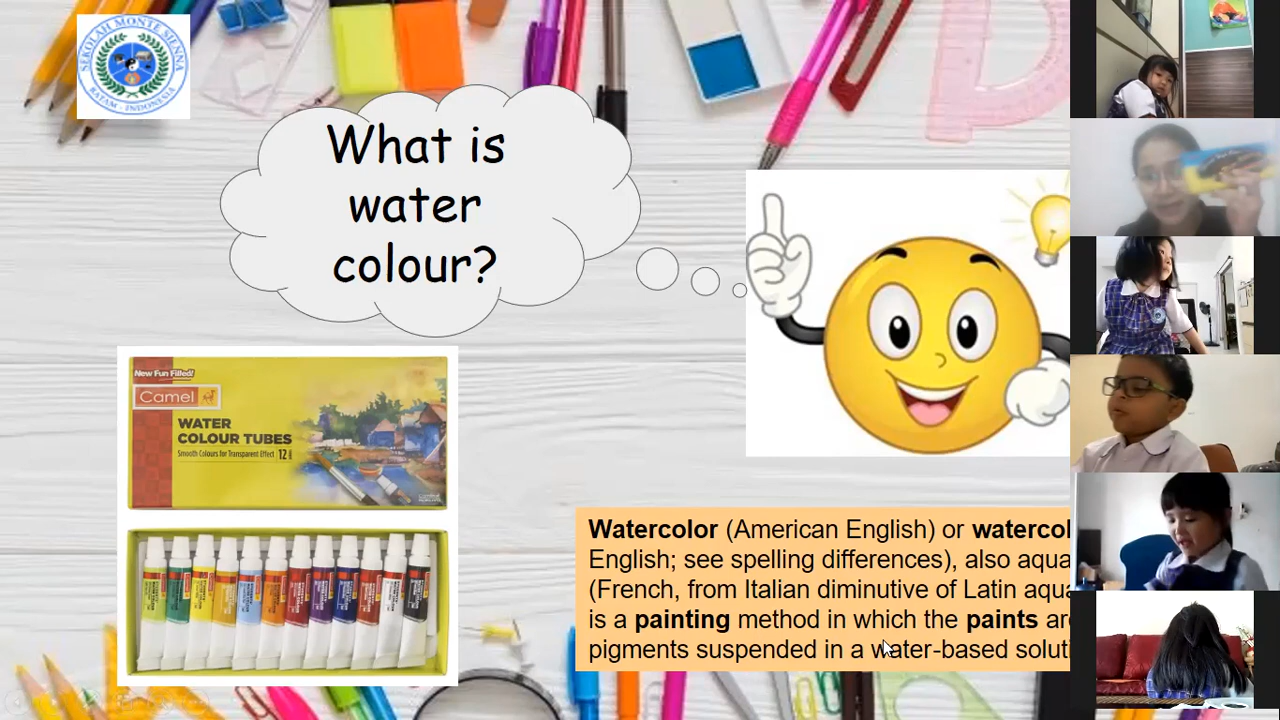 SEKOLAH MONTE SIENNA
BATAM - INDONESIA
What is
water
colour?
New Fun Filled!
Camel
WATER
COLOUR TUBES
Smooth Colours for Transparent Effect 12
Watercolor (American English) or watercol
English; see spelling differences), also aqua
(French, from Italian diminutive of Latin aqua
is a painting method in which the paints ar
pigments suspended in a water-based soluti